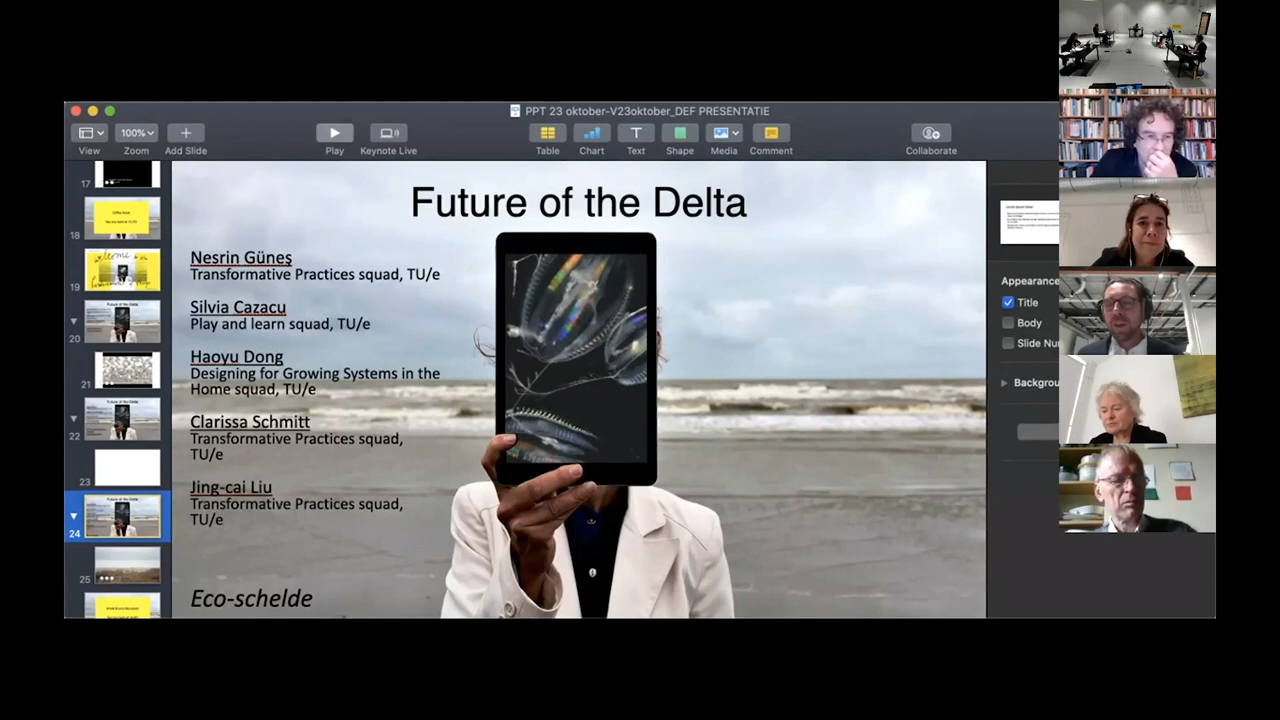 PPT 23 oktober-V23oktober_DEF PRESENTATIE
100%
View
Zoom
Add Slide
Play
Keynote Live
Table
Chart
Text
Shape
Media
Comment
Collaborate
17
18
19
20
21
22
23
24
25
Future of the Delta
Nesrin Güneş
Transformative Practices squad, TU/e
Silvia Cazacu
Play and learn squad, TU/e
Haoyu Dong
Designing for Growing Systems in the
Home squad, TU/e
Clarissa Schmitt
Transformative Practices squad,
TU/e
Jing-cai Liu
Transformative Practices squad,
TU/e
Eco-schelde
Appearance
Title
Body
Slide Nu
Backgrou